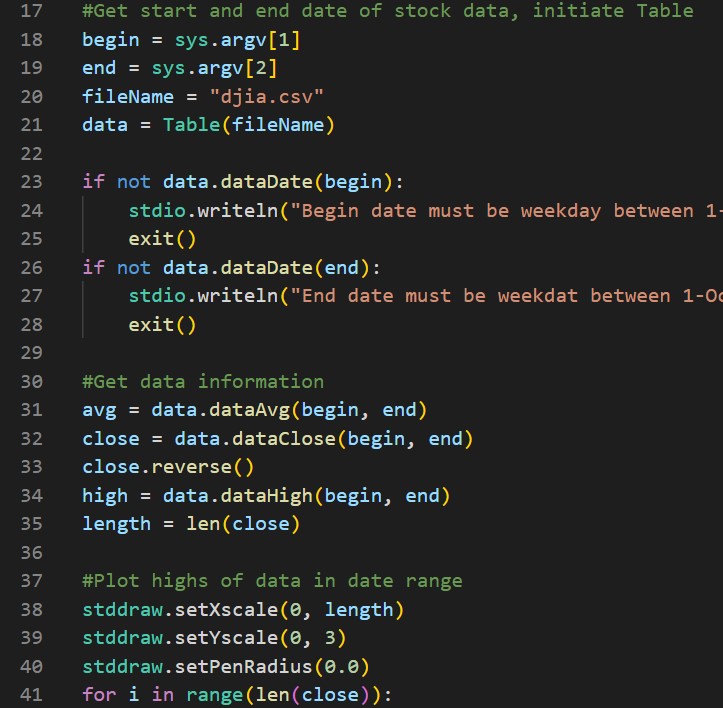 17 #Get start and end date of stock data, initiate Table
18 begin = sys.argv[1]
19 end = sys.argv[2]
20 fileName = "djia.csv"
21 data = Table(fileName)
22
23 if not data.dataDate(begin):
24 stdio.writeln("Begin date must be weekday between 1-
25 exit()
26 if not data.dataDate(end):
27 stdio.writeln("End date must be weekdat between 1-Oc
28 exit()
29
30 #Get data information
31 avg = data.dataAvg(begin, end)
32 close = data.dataClose(begin, end)
33 close.reverse()
34 high = data.dataHigh(begin, end)
35 length = len(close)
36
37 #Plot highs of data in date range
38 stddraw.setXscale(0, length)
39 stddraw.setYscale(0, 3)
40 stddraw.setPenRadius(0.0)
41 for i in range(len(close)):